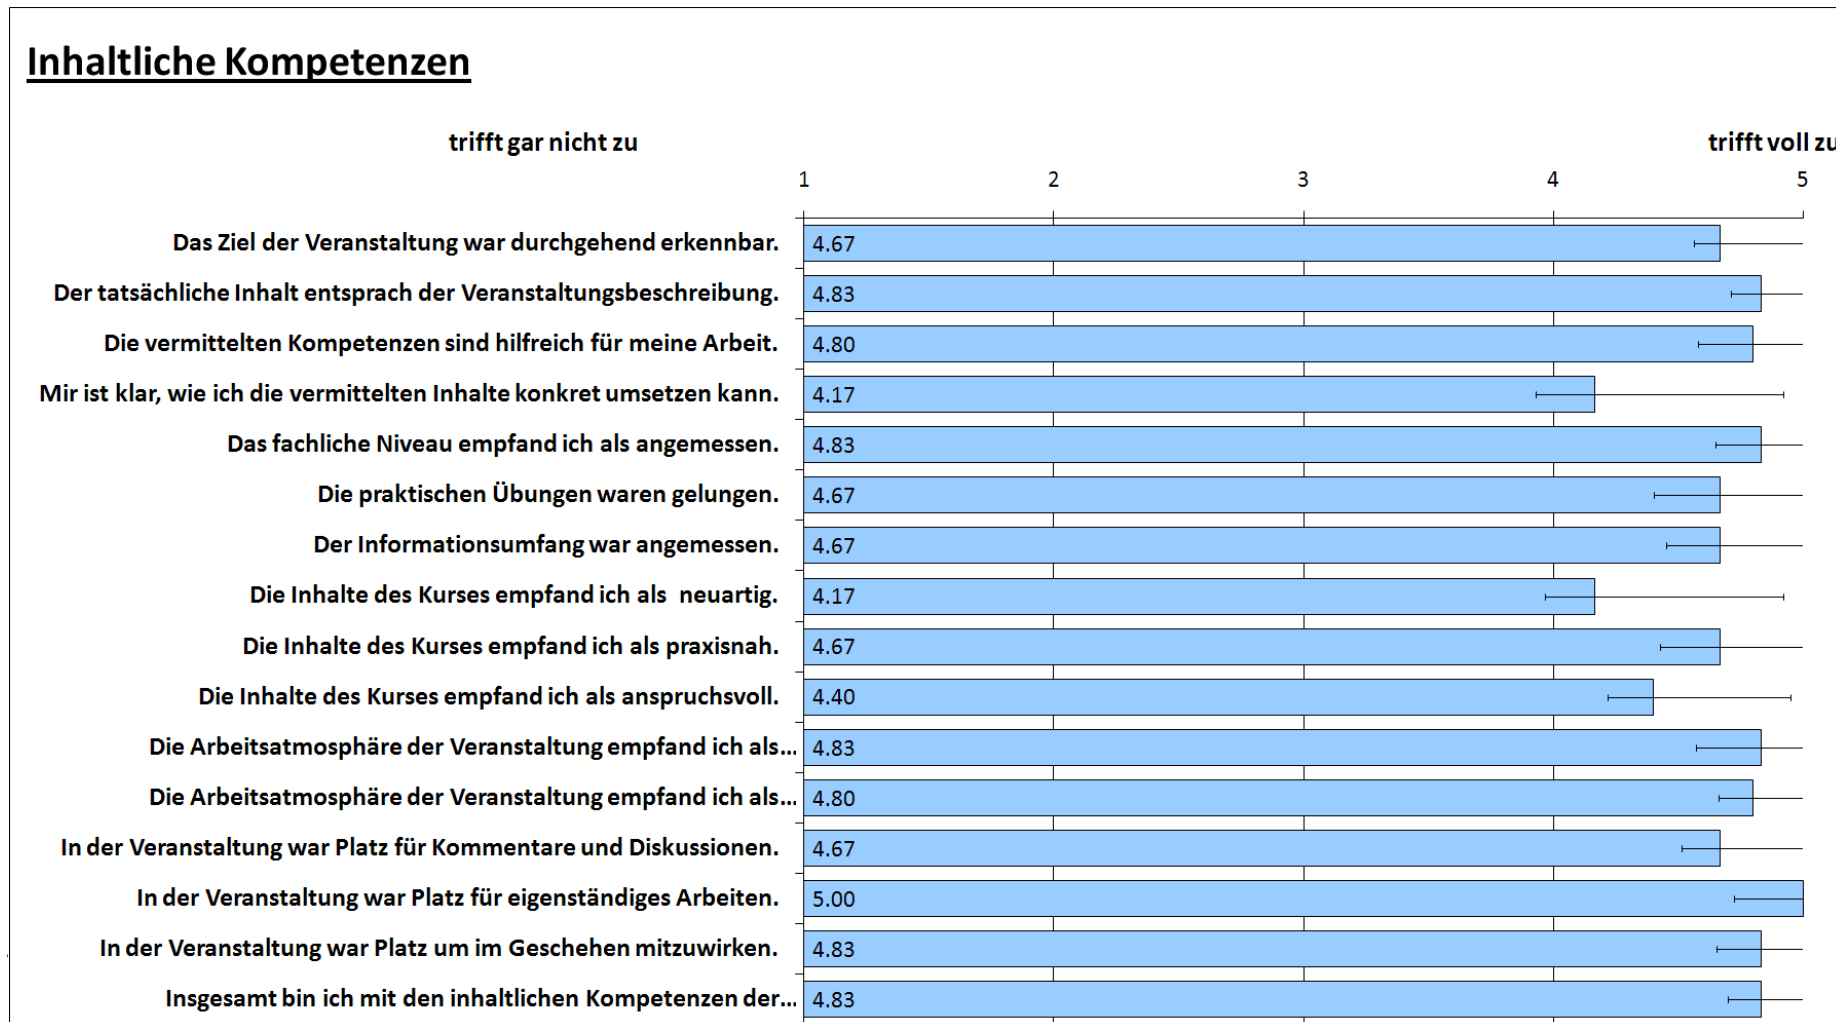 Inhaltliche Kompetenzen
trifft gar nicht zu trifft voll zu
1 2 3 4 5
Das Ziel der Veranstaltung war durchgehend erkennbar. 4.67
Der tatsächliche Inhalt entsprach der Veranstaltungsbeschreibung. 4.83
Die vermittelten Kompetenzen sind hilfreich für meine Arbeit. 4.80
Mir ist klar, wie ich die vermittelten Inhalte konkret umsetzen kann. 4.17
Das fachliche Niveau empfand ich als angemessen. 4.83
Die praktischen Übungen waren gelungen. 4.67
Der Informationsumfang war angemessen. 4.67
Die Inhalte des Kurses empfand ich als  neuartig. 4.17
Die Inhalte des Kurses empfand ich als praxisnah. 4.67
Die Inhalte des Kurses empfand ich als anspruchsvoll. 4.40
Die Arbeitsatmosphäre der Veranstaltung empfand ich als... 4.83
Die Arbeitsatmosphäre der Veranstaltung empfand ich als... 4.80
In der Veranstaltung war Platz für Kommentare und Diskussionen. 4.67
In der Veranstaltung war Platz für eigenständiges Arbeiten. 5.00
In der Veranstaltung war Platz um im Geschehen mitzuwirken. 4.83
Insgesamt bin ich mit den inhaltlichen Kompetenzen der... 4.83